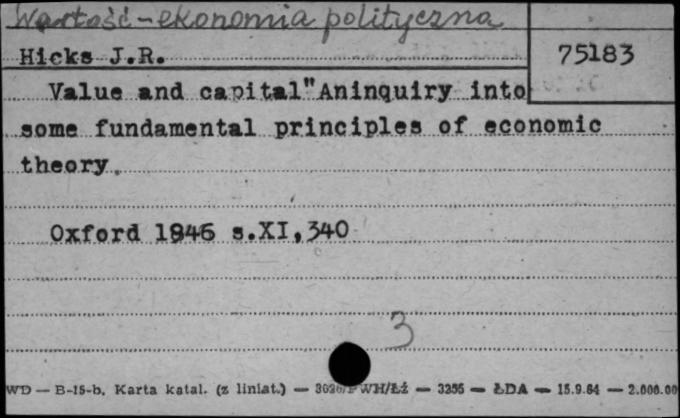 Wartość - ekonomia polityczna
Hicks J.R.
75183
Value and capital"Aninquiry into
some fundamental principles of economic
theory.
Oxford 1946 s.XI,340
3
WD — B-15-b. Karta katal. (z liniat.) — PWH/Łź — 3255 — ŁDA — 15.9.64 — 2.000.00